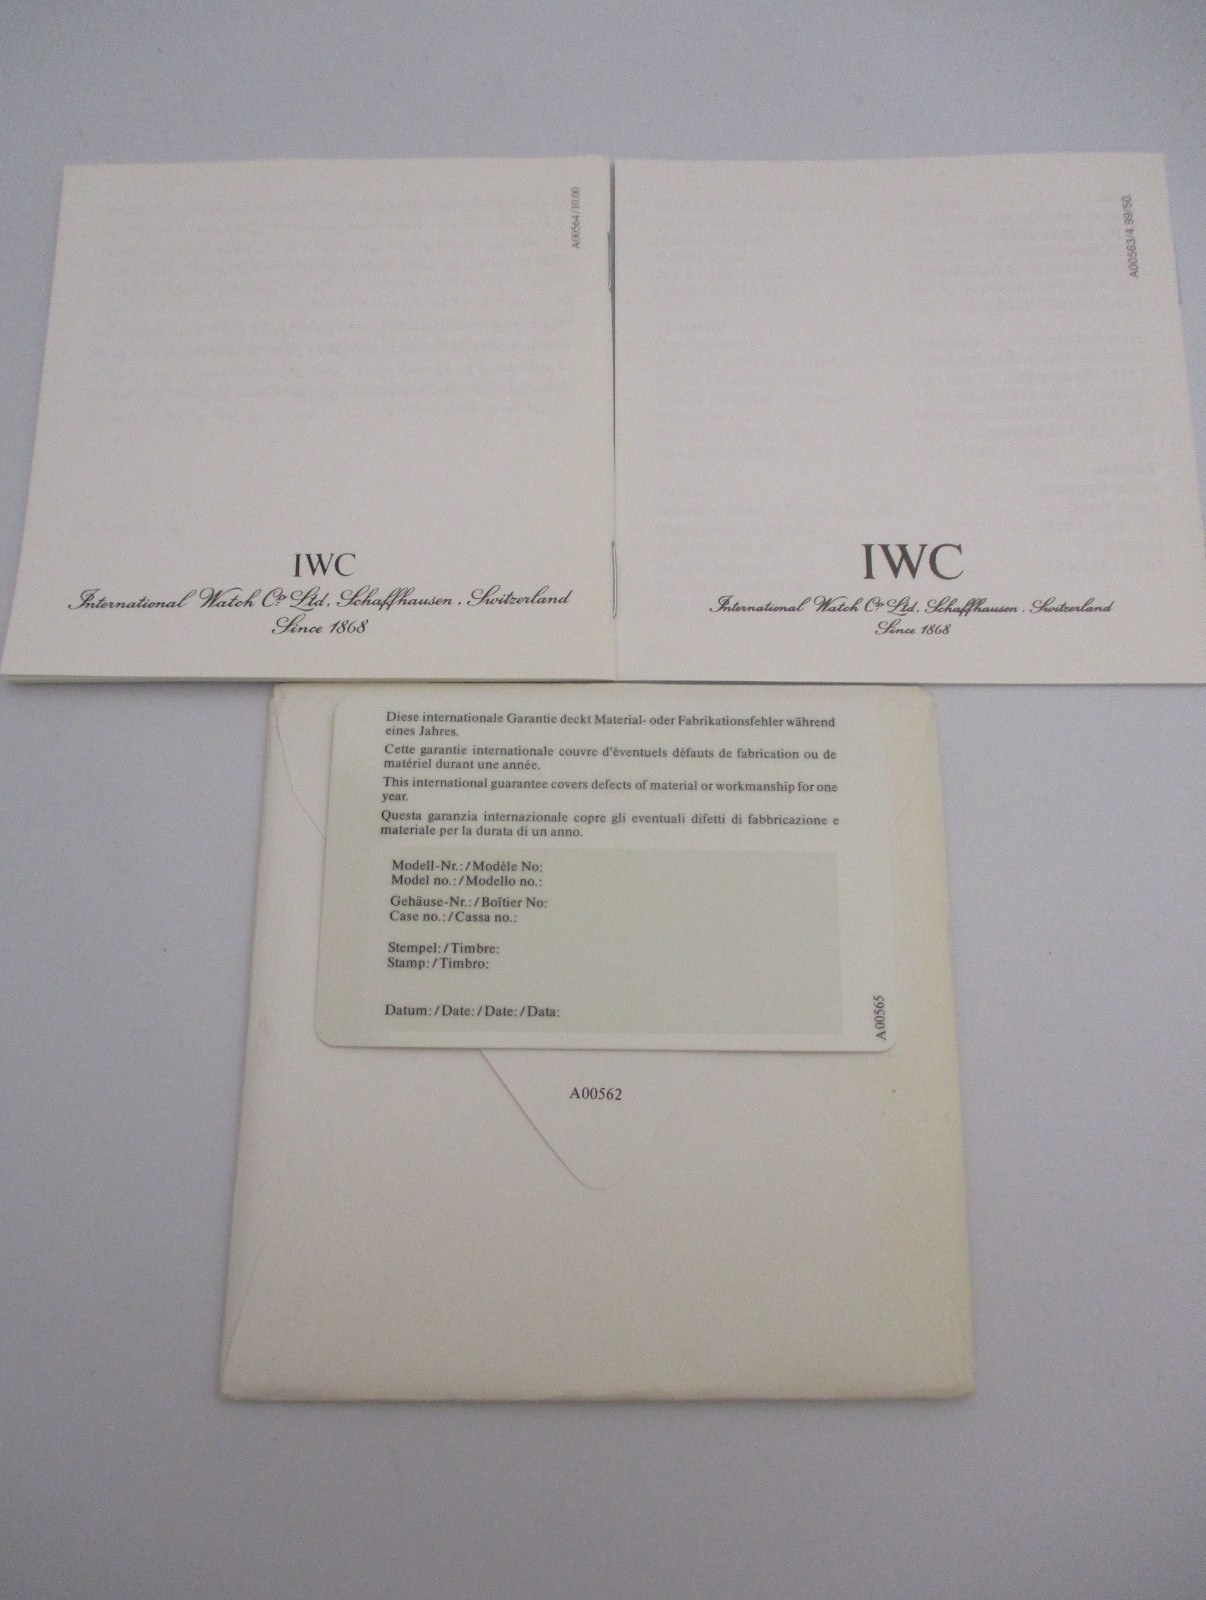 A00564/10.00
IWC
International Watch Co Ltd. Schaffhausen . Switzerland
Since 1868
A00563/4.99/50.
IWC
International Watch Co Ltd. Schaffhausen . Switzerland
Since 1868
Diese internationale Garantie deckt Material- oder Fabrikationsfehler während
eines Jahres.
Cette garantie internationale couvre d'éventuels défauts de fabrication ou de
matériel durant une année.
This international guarantee covers defects of material or workmanship for one
year.
Questa garanzia internazionale copre gli eventuali difetti di fabbricazione e
materiale per la durata di un anno.
Modell-Nr.:/Modèle No:
Model no.:/Modello no.:
Gehäuse-Nr.:/Boîtier No:
Case no.:/Cassa no.:
Stempel:/Timbre:
Stamp:/Timbro:
Datum:/Date:/Date:/Data:
A00565
A00562